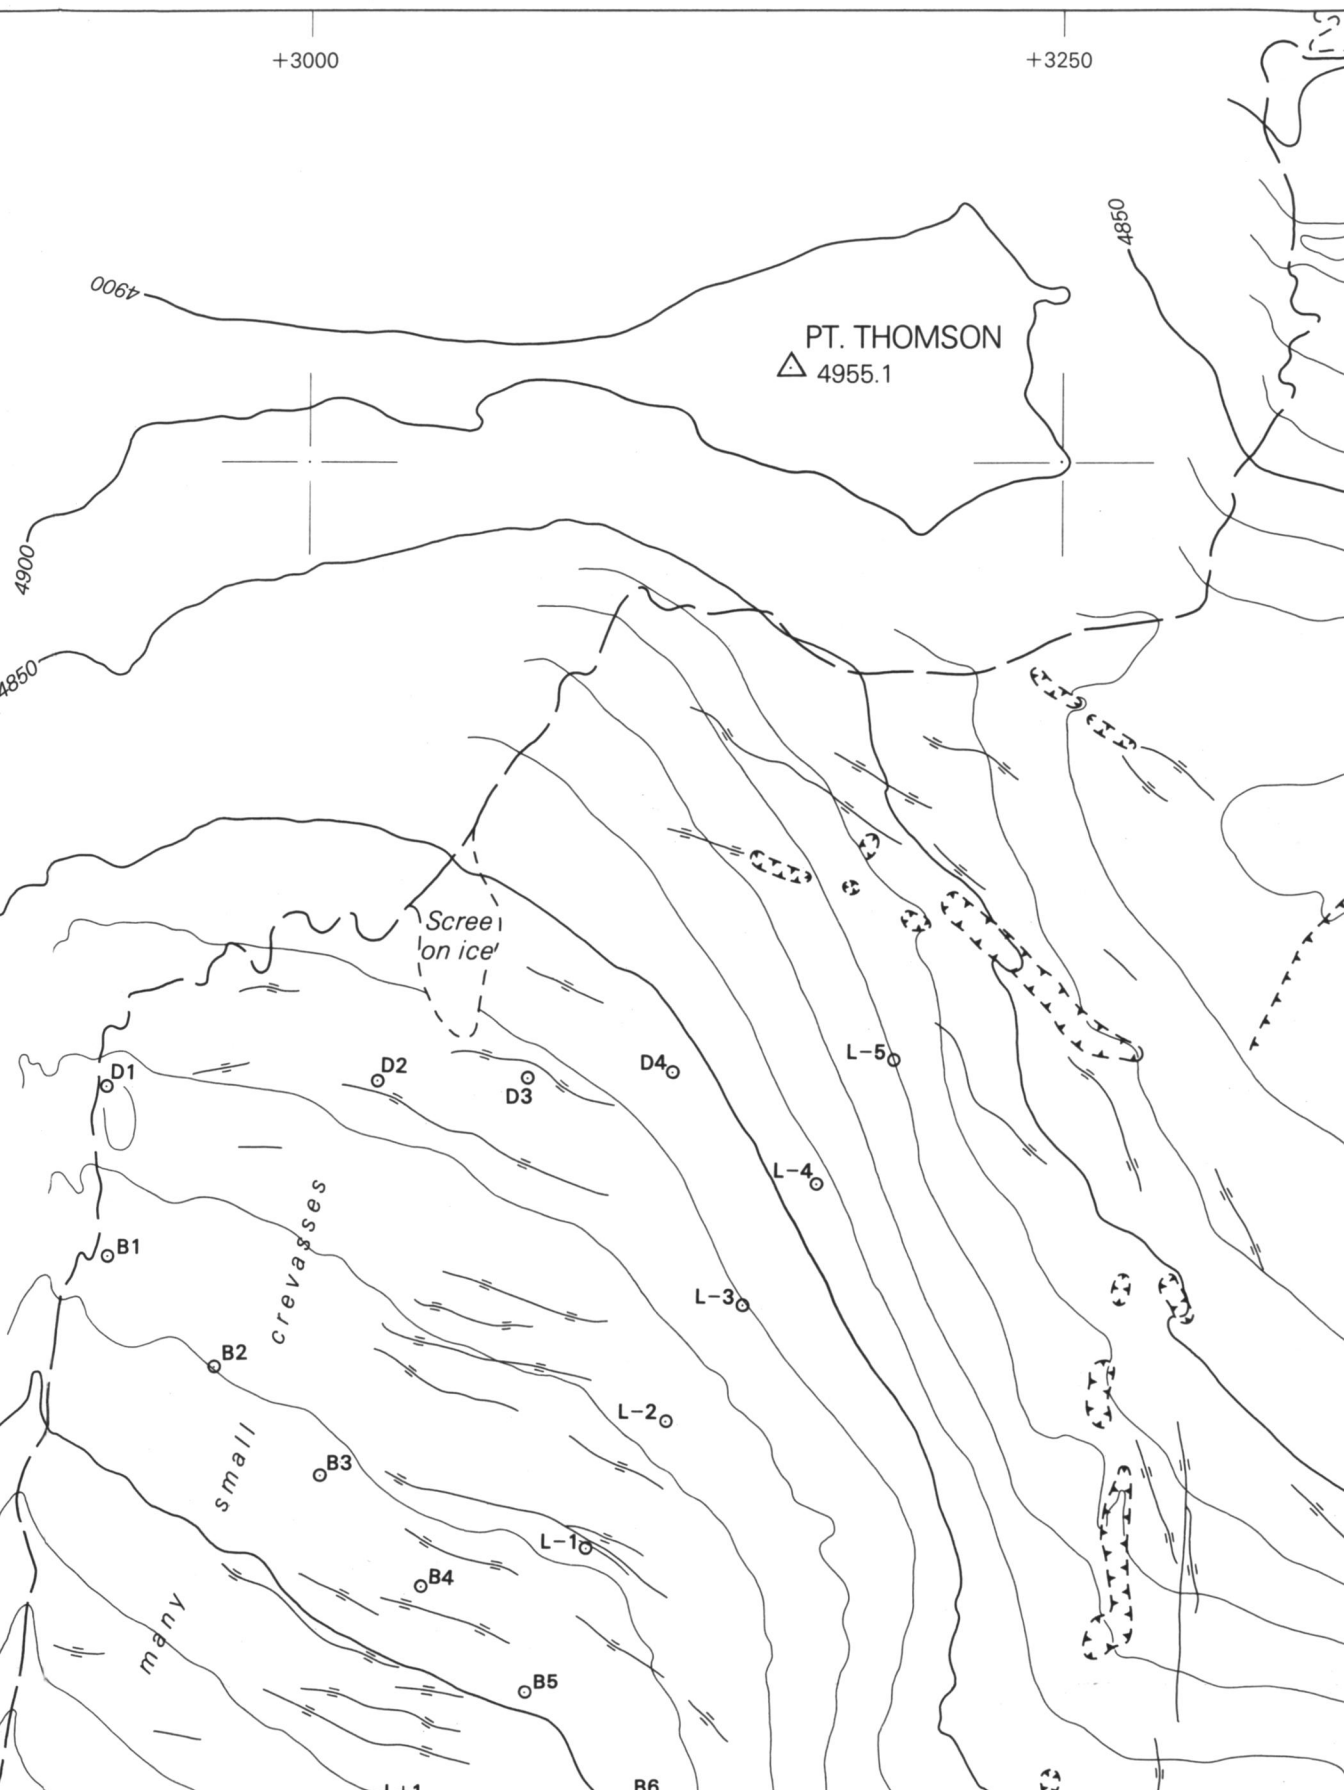 +3000
+3250
4850
4900
PT. THOMSON
4955.1
4900
4850
Scree
on ice
D1
D2
D3
D4
L-5
L-4
B1
crevasses
L-3
B2
L-2
small
B3
L-1
B4
many
B5
B6